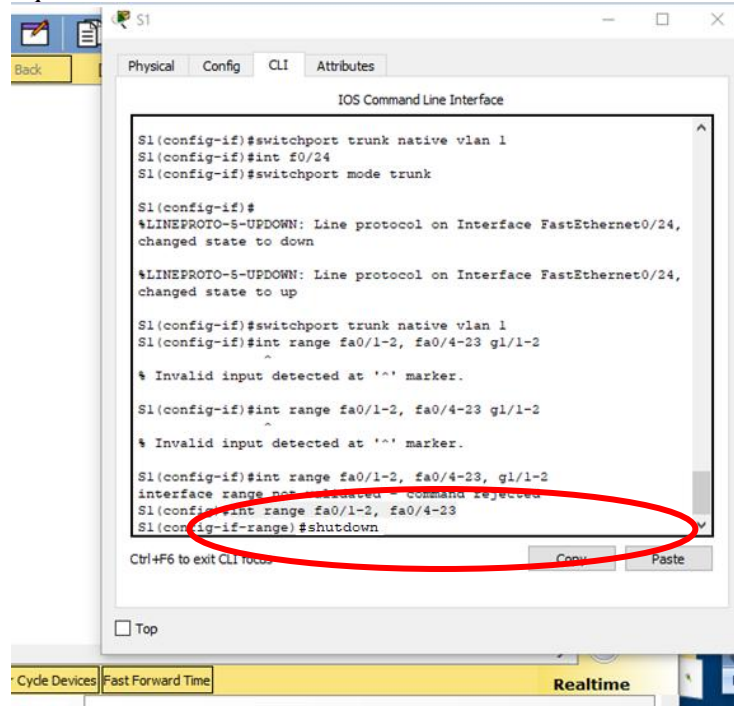 S1
Back
Physical Config CLI Attributes
IOS Command Line Interface
S1(config-if)#switchport trunk native vlan 1
S1(config-if)#int f0/24
S1(config-if)#switchport mode trunk
S1(config-if)#
%LINEPROTO-5-UPDOWN: Line protocol on Interface FastEthernet0/24,
changed state to down
%LINEPROTO-5-UPDOWN: Line protocol on Interface FastEthernet0/24,
changed state to up
S1(config-if)#switchport trunk native vlan 1
S1(config-if)#int range fa0/1-2, fa0/4-23 g1/1-2
^
% Invalid input detected at '^' marker.
S1(config-if)#int range fa0/1-2, fa0/4-23 g1/1-2
^
% Invalid input detected at '^' marker.
S1(config-if)#int range fa0/1-2, fa0/4-23, g1/1-2
interface range not validated - command rejected
S1(config)#int range fa0/1-2, fa0/4-23
S1(config-if-range)#shutdown
Ctrl+F6 to exit CLI focus Copy Paste
Top
Cycle Devices Fast Forward Time Realtime